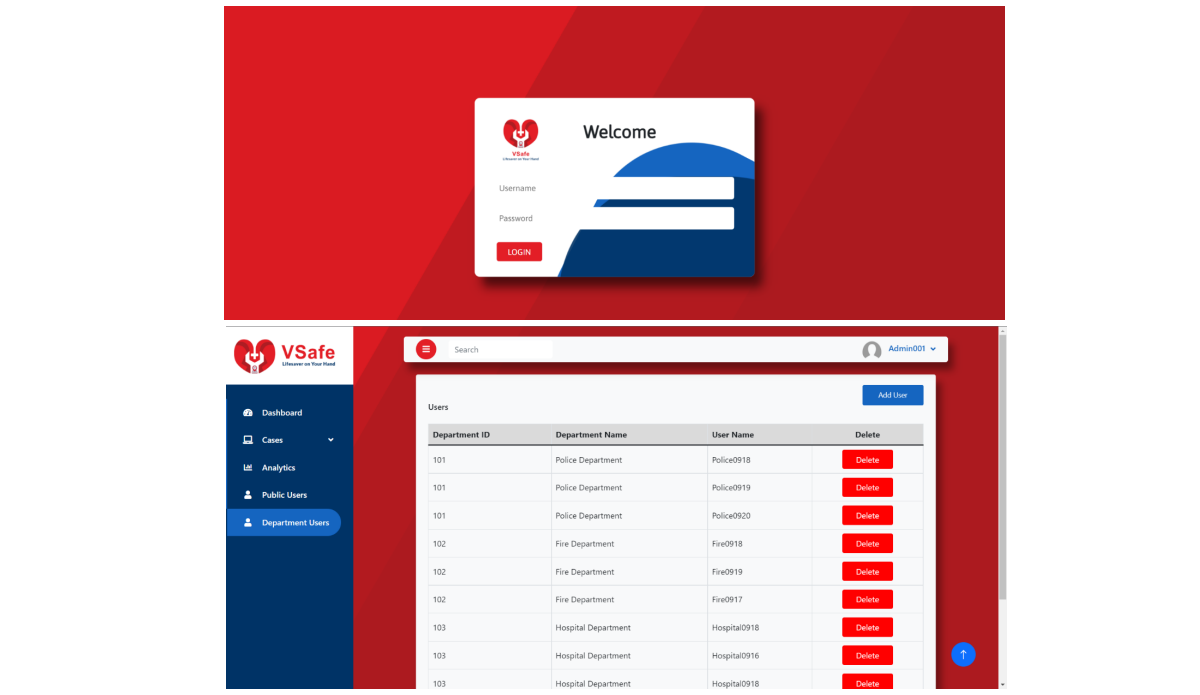 Welcome
VSafe
Lifesaver on Your Hand
Username
Password
LOGIN
VSafe
Lifesaver on Your Hand
Search
Admin001
Dashboard
Cases
Analytics
Public Users
Department Users
Add User
Users
Department ID Department Name User Name Delete
101 Police Department Police0918 Delete
101 Police Department Police0919 Delete
101 Police Department Police0920 Delete
102 Fire Department Fire0918 Delete
102 Fire Department Fire0919 Delete
102 Fire Department Fire0917 Delete
103 Hospital Department Hospital0918 Delete
103 Hospital Department Hospital0916 Delete
103 Hospital Department Hospital0918 Delete